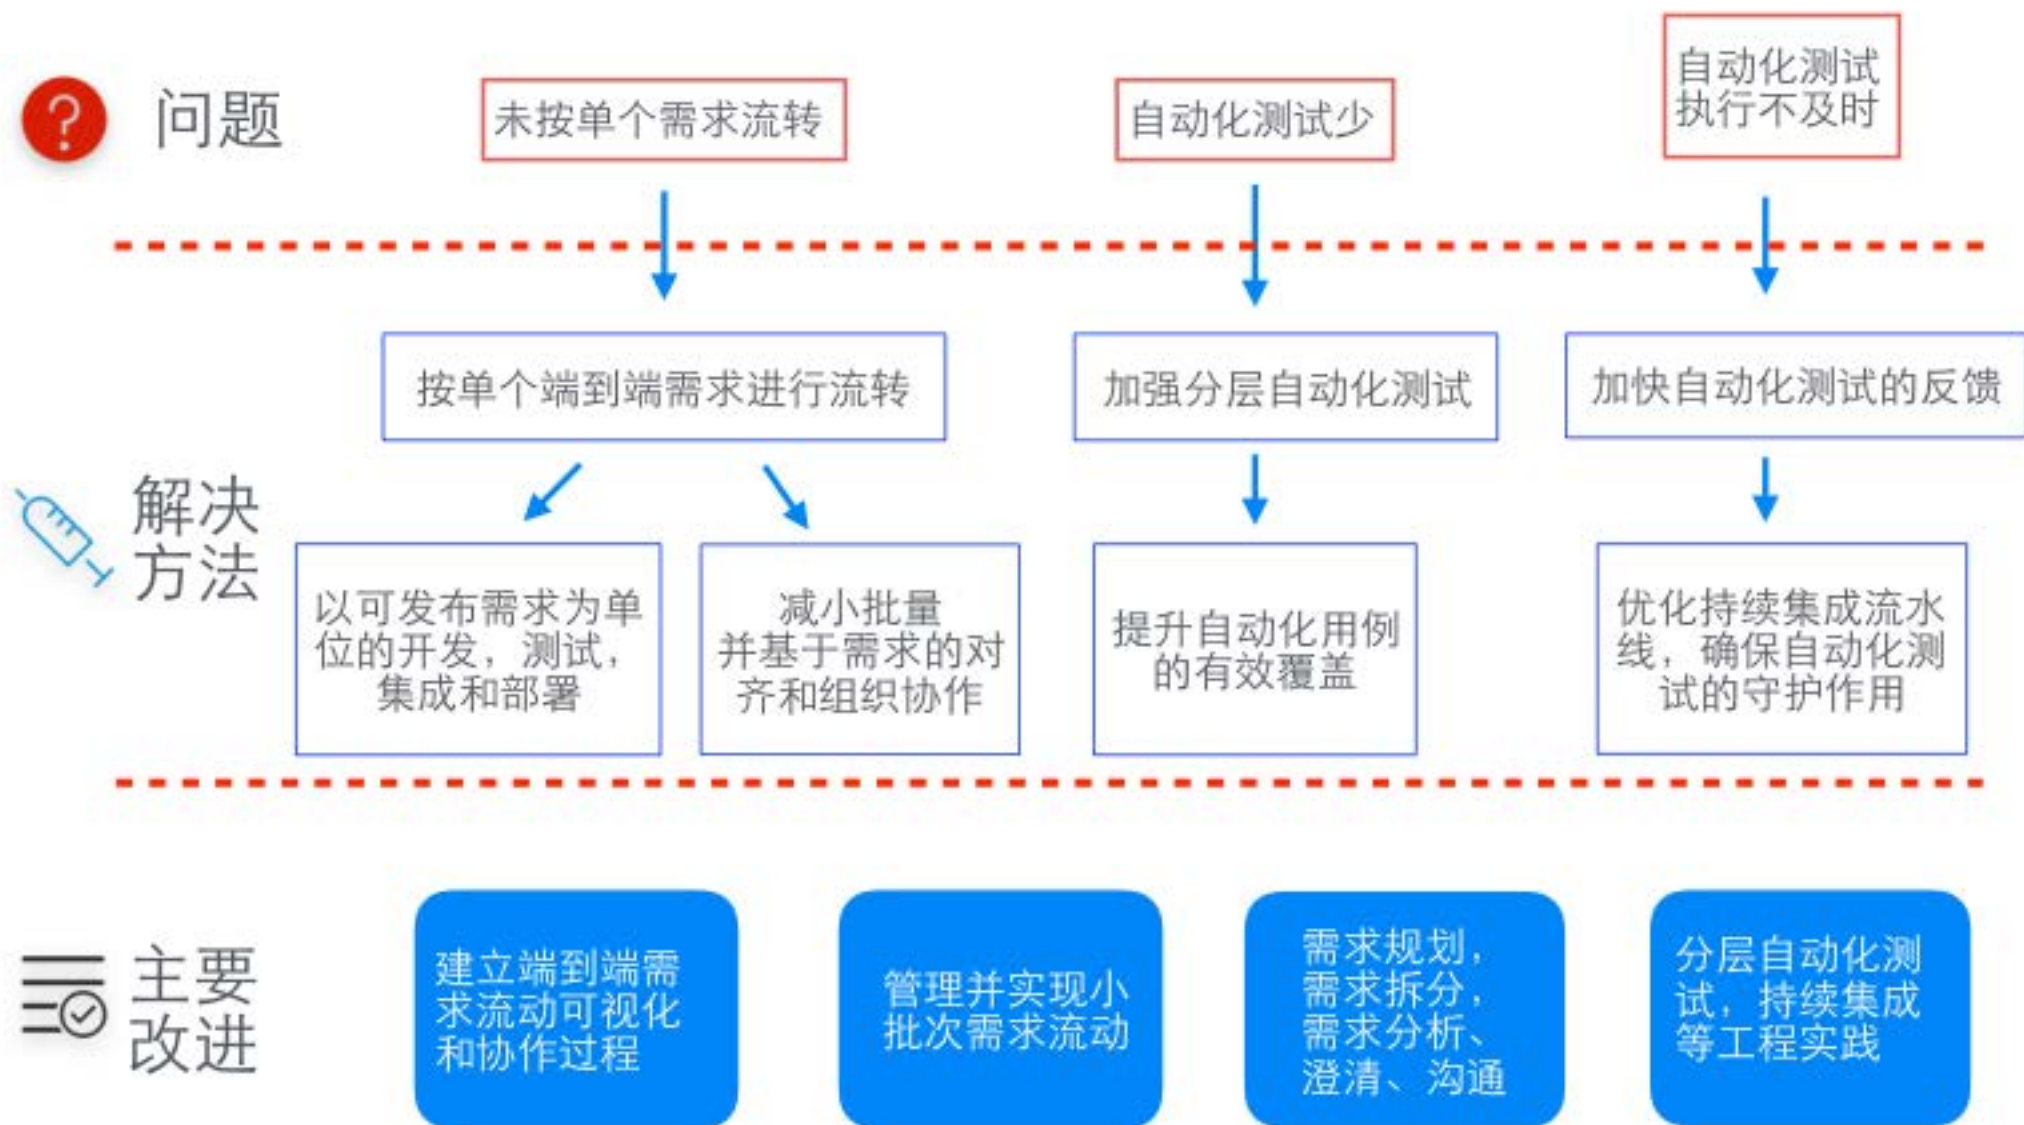 问题
未按单个需求流转
自动化测试少
自动化测试
执行不及时
解决
方法
按单个端到端需求进行流转
加强分层自动化测试
加快自动化测试的反馈
以可发布需求为单
位的开发，测试，
集成和部署
减小批量
并基于需求的对
齐和组织协作
提升自动化用例
的有效覆盖
优化持续集成流水
线，确保自动化测
试的守护作用
主要
改进
建立端到端需
求流动可视化
和协作过程
管理并实现小
批次需求流动
需求规划，
需求拆分，
需求分析、
澄清、沟通
分层自动化测
试，持续集成
等工程实践